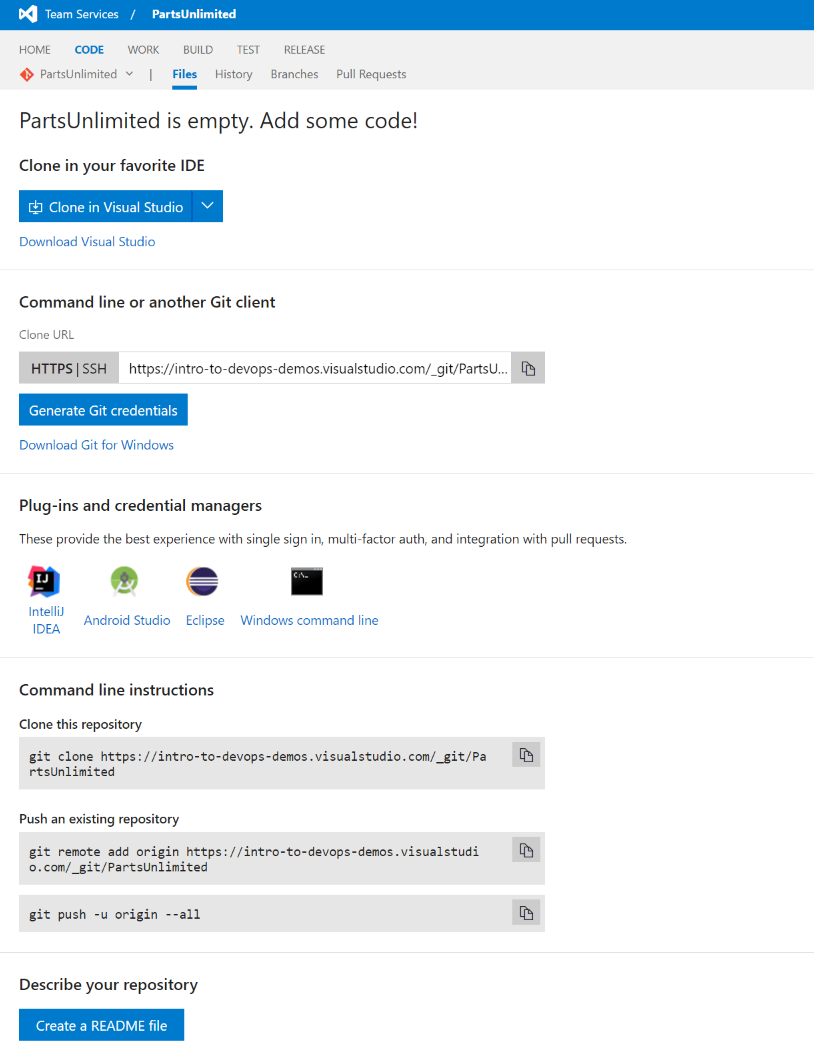 Team Services / PartsUnlimited
HOME CODE WORK BUILD TEST RELEASE
PartsUnlimited | Files History Branches Pull Requests
PartsUnlimited is empty. Add some code!
Clone in your favorite IDE
Clone in Visual Studio
Download Visual Studio
Command line or another Git client
Clone URL
HTTPS | SSH https://intro-to-devops-demos.visualstudio.com/_git/PartsU...
Generate Git credentials
Download Git for Windows
Plug-ins and credential managers
These provide the best experience with single sign in, multi-factor auth, and integration with pull requests.
IJ
C:\_
IntelliJ
IDEA
Android Studio Eclipse Windows command line
Command line instructions
Clone this repository
git clone https://intro-to-devops-demos.visualstudio.com/_git/Pa
rtsUnlimited
Push an existing repository
git remote add origin https://intro-to-devops-demos.visualstudi
o.com/_git/PartsUnlimited
git push -u origin --all
Describe your repository
Create a README file